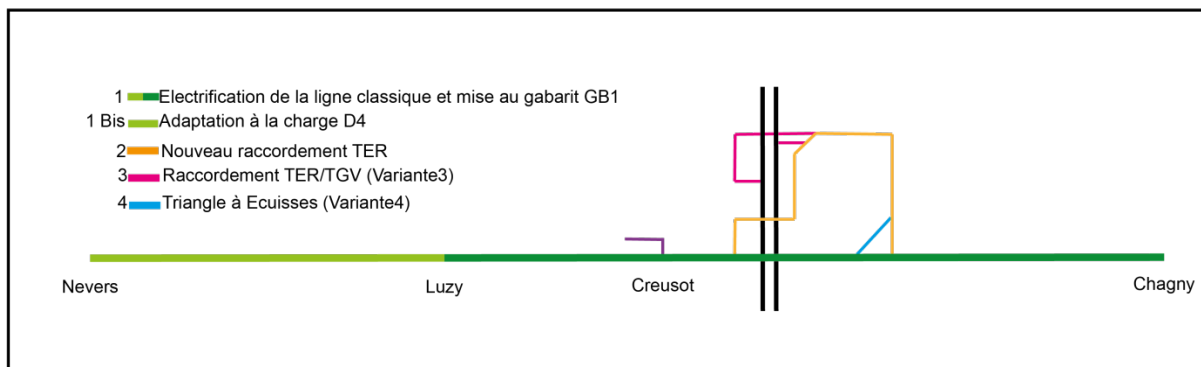 1 Electrification de la ligne classique et mise au gabarit GB1
1 Bis Adaptation à la charge D4
2 Nouveau raccordement TER
3 Raccordement TER/TGV (Variante3)
4 Triangle à Ecuisses (Variante4)
Nevers Luzy Creusot Chagny